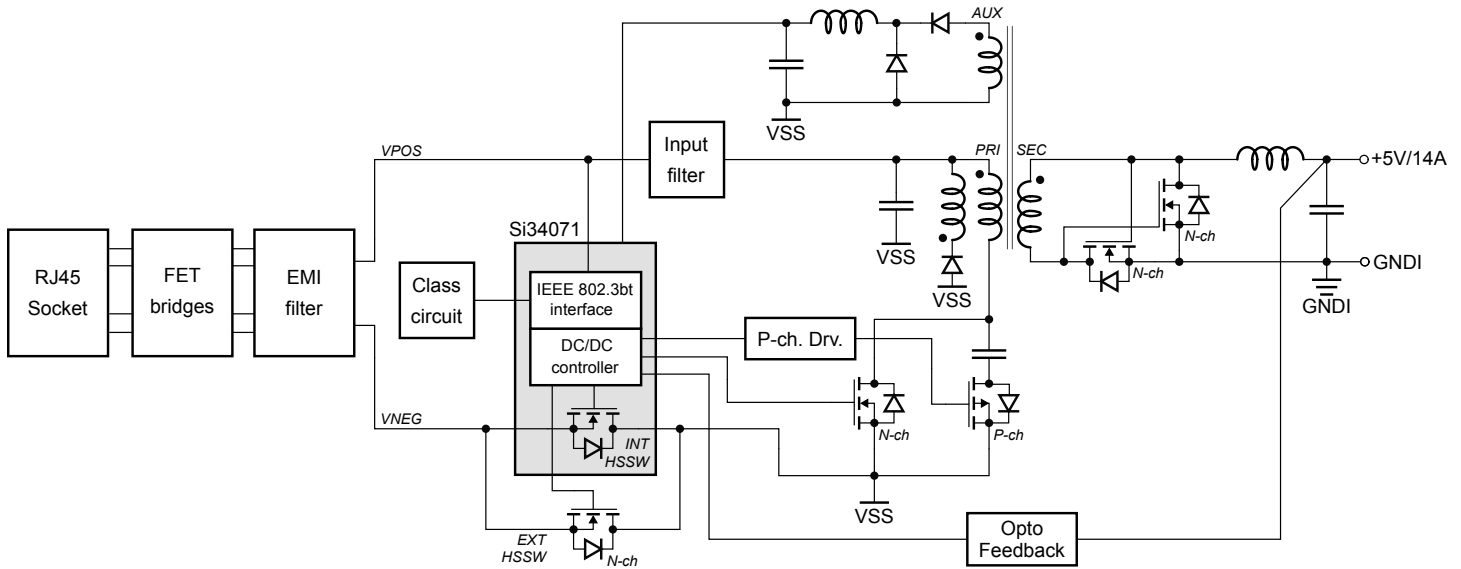 AUX
VSS
VPOS
Input
filter
PRI
SEC
+5V/14A
Si34071
VSS
VSS
N-ch
N-ch
GNDI
GNDI
RJ45
Socket
FET
bridges
EMI
filter
Class
circuit
IEEE 802.3bt
interface
DC/DC
controller
P-ch. Drv.
VNEG
INT
HSSW
N-ch
P-ch
VSS
EXT
HSSW
N-ch
Opto
Feedback